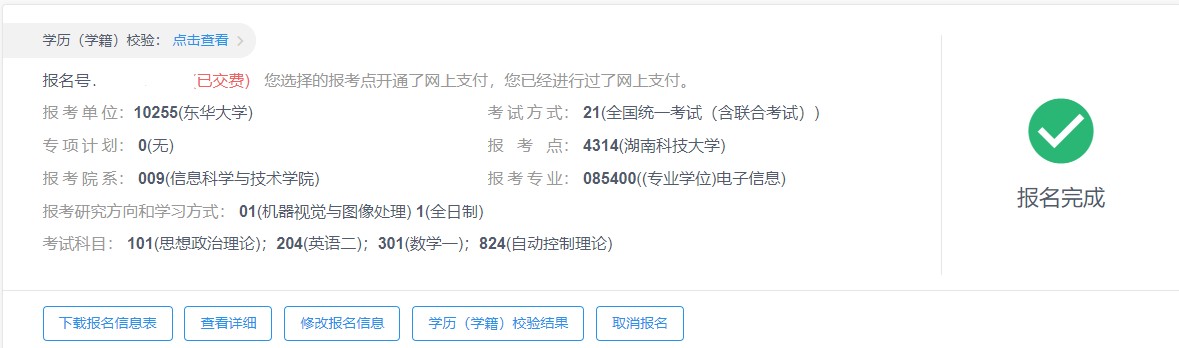 学历（学籍）校验： 点击查看 >
报名号. (已交费) 您选择的报考点开通了网上支付，您已经进行过了网上支付。
报考单位: 10255(东华大学) 考试方式: 21(全国统一考试（含联合考试）)
专项计划: 0(无) 报 考 点: 4314(湖南科技大学)
报考院系: 009(信息科学与技术学院) 报考专业: 085400((专业学位)电子信息)
报名完成
报考研究方向和学习方式: 01(机器视觉与图像处理) 1(全日制)
考试科目: 101(思想政治理论)；204(英语二)；301(数学一)；824(自动控制理论)
下载报名信息表 查看详细 修改报名信息 学历（学籍）校验结果 取消报名